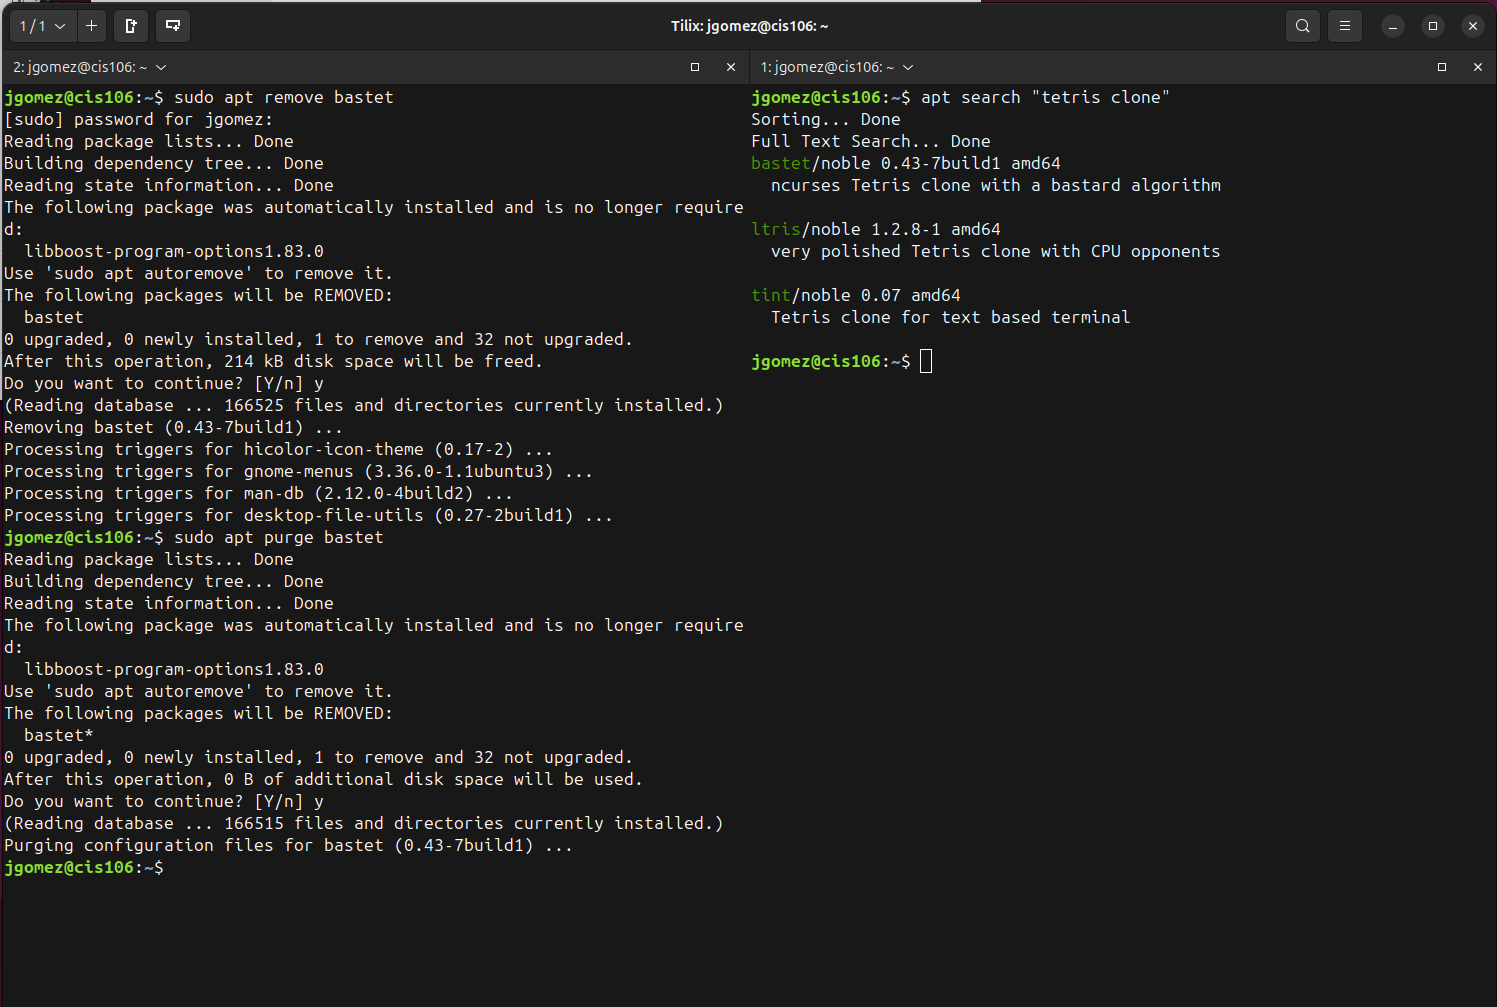 1 / 1
Tilix: jgomez@cis106: ~
2: jgomez@cis106: ~
jgomez@cis106:~$ sudo apt remove bastet
[sudo] password for jgomez:
Reading package lists... Done
Building dependency tree... Done
Reading state information... Done
The following package was automatically installed and is no longer require
d:
  libboost-program-options1.83.0
Use 'sudo apt autoremove' to remove it.
The following packages will be REMOVED:
  bastet
0 upgraded, 0 newly installed, 1 to remove and 32 not upgraded.
After this operation, 214 kB disk space will be freed.
Do you want to continue? [Y/n] y
(Reading database ... 166525 files and directories currently installed.)
Removing bastet (0.43-7build1) ...
Processing triggers for hicolor-icon-theme (0.17-2) ...
Processing triggers for gnome-menus (3.36.0-1.1ubuntu3) ...
Processing triggers for man-db (2.12.0-4build2) ...
Processing triggers for desktop-file-utils (0.27-2build1) ...
jgomez@cis106:~$ sudo apt purge bastet
Reading package lists... Done
Building dependency tree... Done
Reading state information... Done
The following package was automatically installed and is no longer require
d:
  libboost-program-options1.83.0
Use 'sudo apt autoremove' to remove it.
The following packages will be REMOVED:
  bastet*
0 upgraded, 0 newly installed, 1 to remove and 32 not upgraded.
After this operation, 0 B of additional disk space will be used.
Do you want to continue? [Y/n] y
(Reading database ... 166515 files and directories currently installed.)
Purging configuration files for bastet (0.43-7build1) ...
jgomez@cis106:~$
1: jgomez@cis106: ~
jgomez@cis106:~$ apt search "tetris clone"
Sorting... Done
Full Text Search... Done
bastet/noble 0.43-7build1 amd64
  ncurses Tetris clone with a bastard algorithm
ltris/noble 1.2.8-1 amd64
  very polished Tetris clone with CPU opponents
tint/noble 0.07 amd64
  Tetris clone for text based terminal
jgomez@cis106:~$